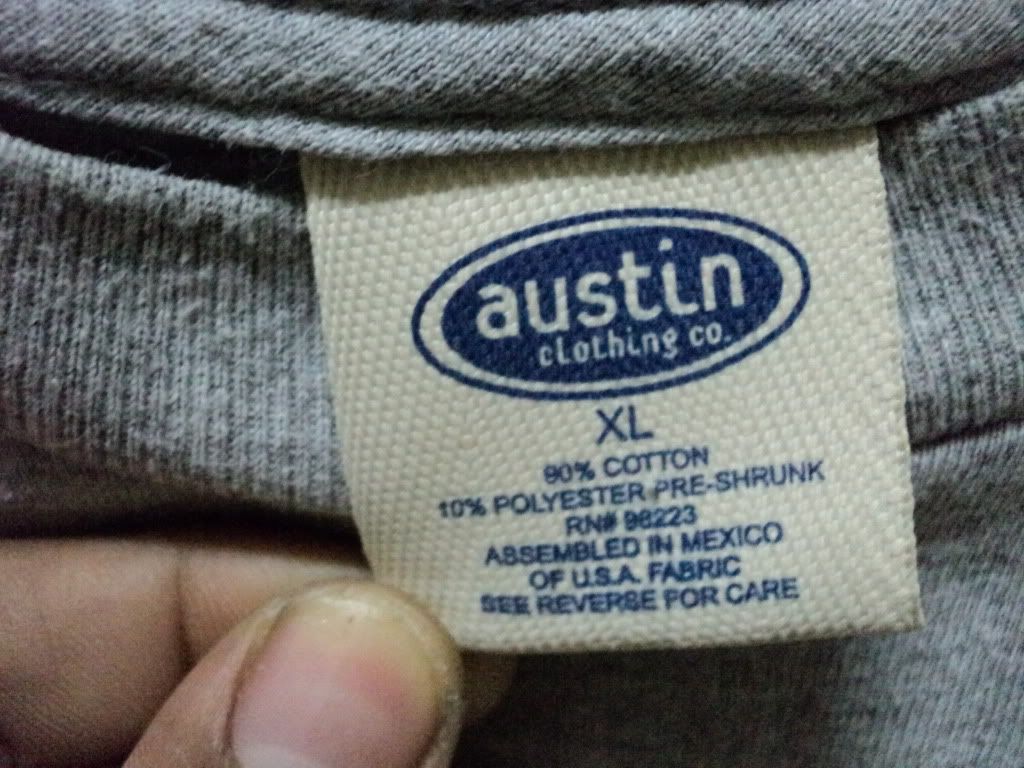 austin
clothing co.
XL
90% COTTON
10% POLYESTER PRE-SHRUNK
RN# 98223
ASSEMBLED IN MEXICO
OF U.S.A. FABRIC
SEE REVERSE FOR CARE